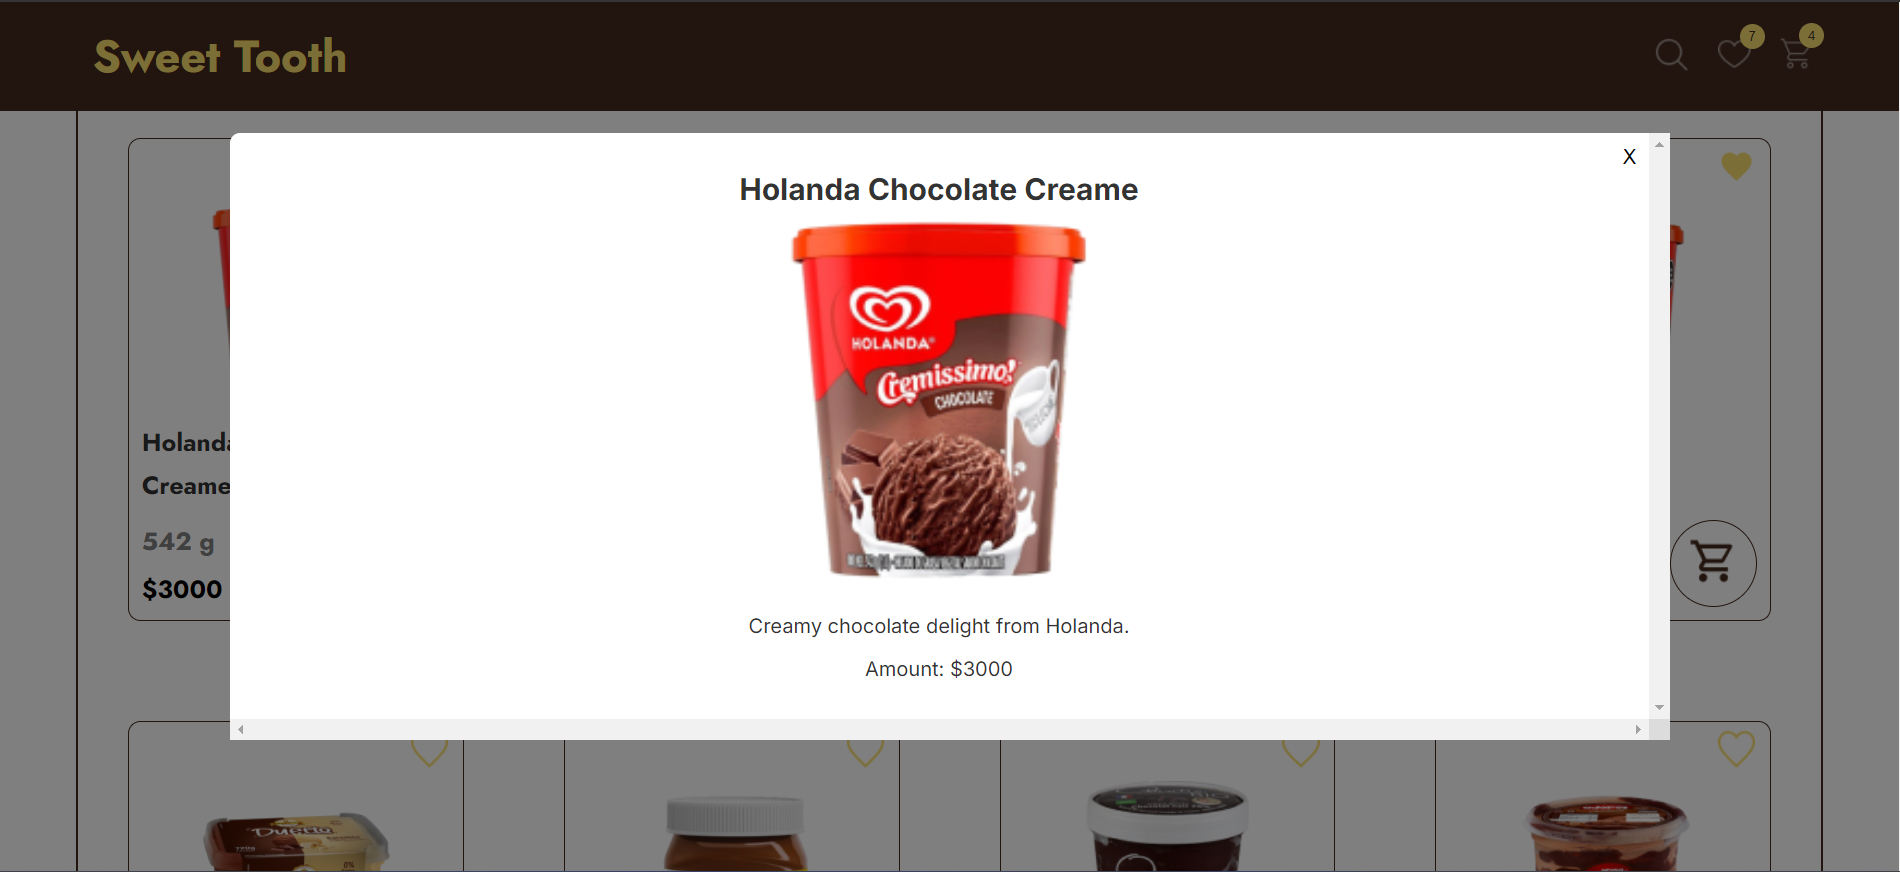 Sweet Tooth
7
4
X
Holanda Chocolate Creame
HOLANDA
Cremissimo!
CHOCOLATE
Holanda
Creame
542 g
$3000
Creamy chocolate delight from Holanda.
Amount: $3000
Duetto